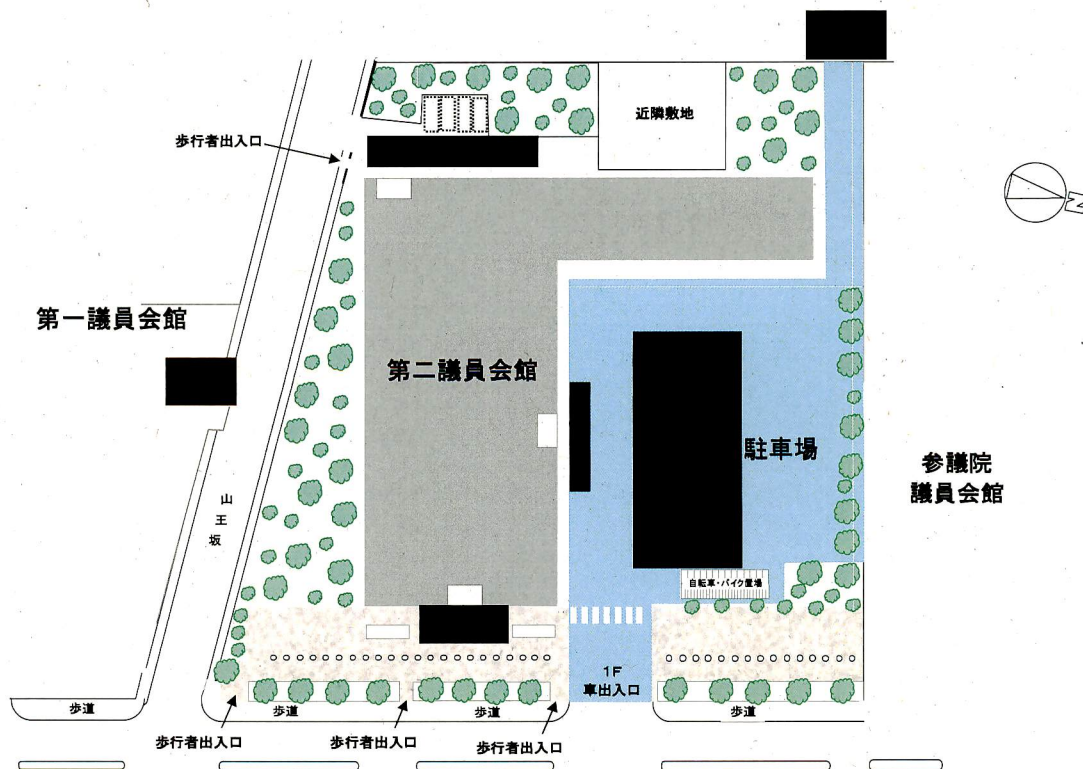 近隣敷地
歩行者出入口
N
第一議員会館
第二議員会館
駐車場
参議院
議員会館
山王坂
自転車・バイク置場
1F
車出入口
歩道
歩道
歩道
歩道
歩行者出入口
歩行者出入口
歩行者出入口